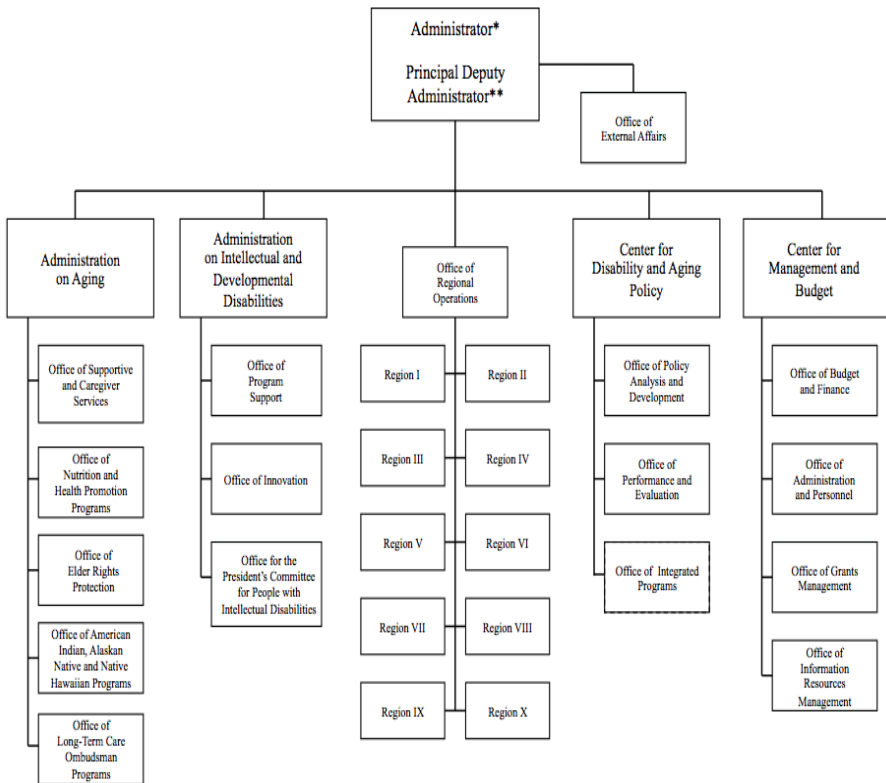 Administrator*
Principal Deputy
Administrator**
Office of
External Affairs
Administration
on Aging
Administration
on Intellectual and
Developmental
Disabilities
Office of
Regional
Operations
Center for
Disability and Aging
Policy
Center for
Management and
Budget
Office of Supportive
and Caregiver
Services
Office of
Nutrition and
Health Promotion
Programs
Office of
Elder Rights
Protection
Office of American
Indian, Alaskan
Native and Native
Hawaiian Programs
Office of
Long-Term Care
Ombudsman
Programs
Office of
Program
Support
Office of Innovation
Office for the
President's Committee
for People with
Intellectual Disabilities
Region I
Region II
Region III
Region IV
Region V
Region VI
Region VII
Region VIII
Region IX
Region X
Office of Policy
Analysis and
Development
Office of
Performance and
Evaluation
Office of Integrated
Programs
Office of Budget
and Finance
Office of
Administration
and Personnel
Office of Grants
Management
Office of
Information
Resources
Management